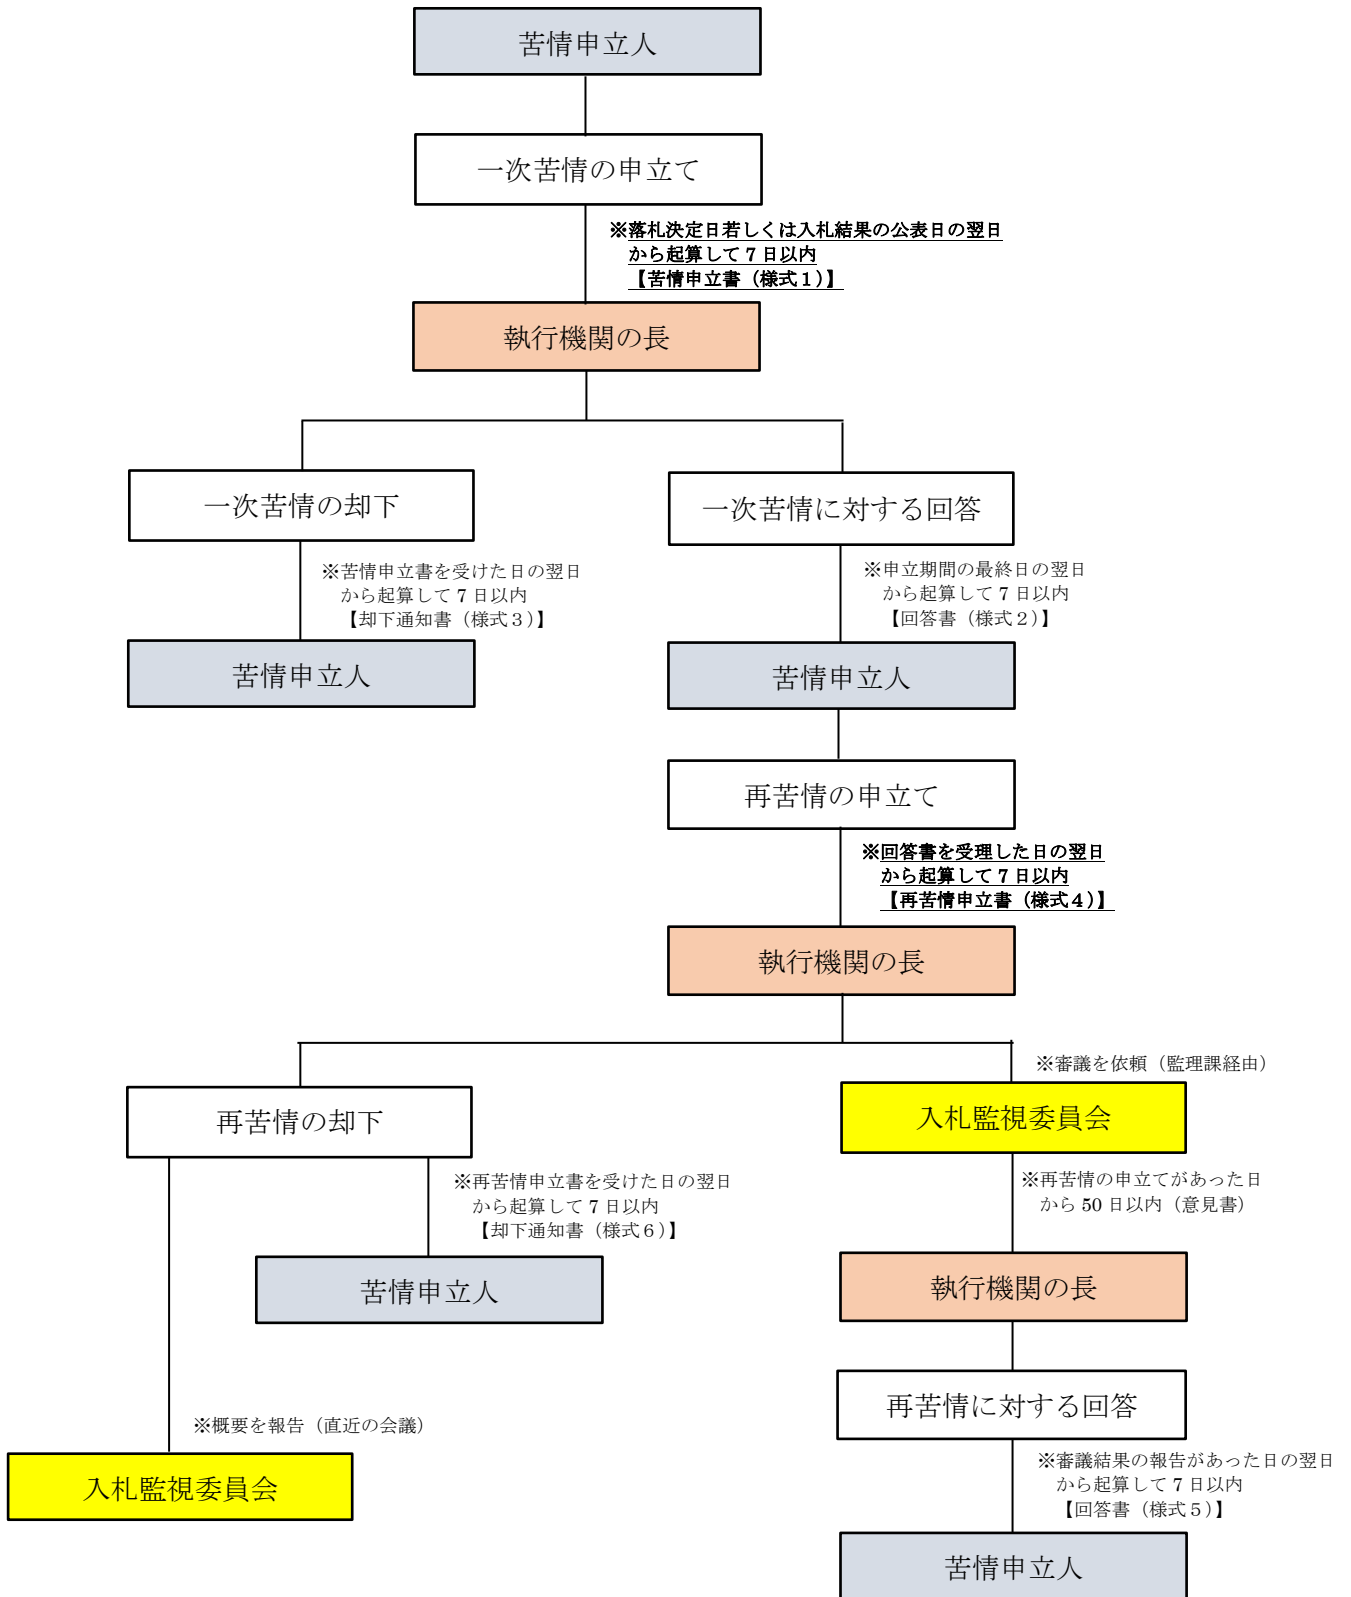 苦情申立人
一次苦情の申立て
※落札決定日若しくは入札結果の公表日の翌日
から起算して７日以内
【苦情申立書（様式１）】
執行機関の長
一次苦情の却下
※苦情申立書を受けた日の翌日
から起算して７日以内
【却下通知書（様式３）】
苦情申立人
一次苦情に対する回答
※申立期間の最終日の翌日
から起算して７日以内
【回答書（様式２）】
苦情申立人
再苦情の申立て
※回答書を受理した日の翌日
から起算して７日以内
【再苦情申立書（様式４）】
執行機関の長
再苦情の却下
※再苦情申立書を受けた日の翌日
から起算して７日以内
【却下通知書（様式６）】
苦情申立人
※概要を報告（直近の会議）
入札監視委員会
※審議を依頼（監理課経由）
入札監視委員会
※再苦情の申立てがあった日
から 50 日以内（意見書）
執行機関の長
再苦情に対する回答
※審議結果の報告があった日の翌日
から起算して７日以内
【回答書（様式５）】
苦情申立人